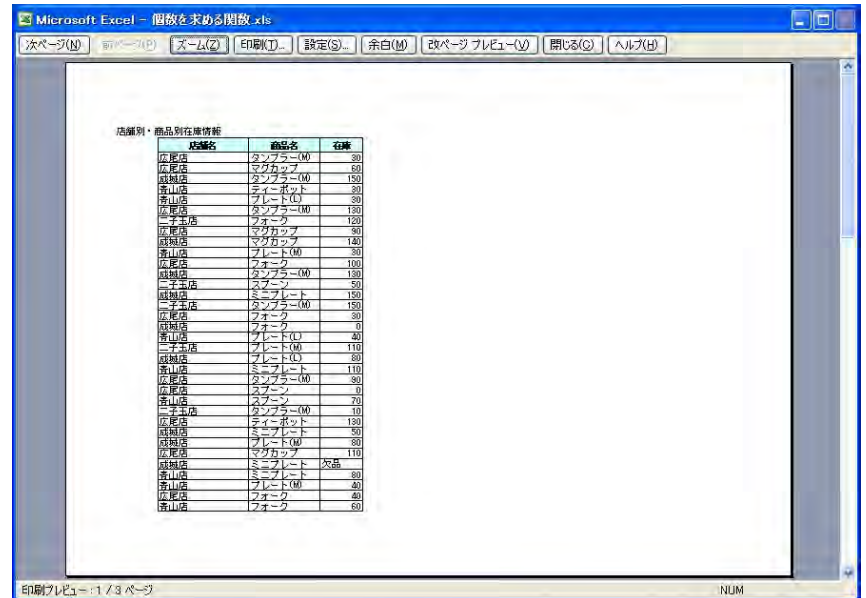 Microsoft Excel - 個数を求める関数.xls
次ページ(N) 前ページ(P) ズーム(Z) 印刷(T)... 設定(S)... 余白(M) 改ページ プレビュー(V) 閉じる(C) ヘルプ(H)
店舗別・商品別在庫情報
店舗名 商品名 在庫
広尾店 タンブラー(M) 30
広尾店 マグカップ 60
成城店 タンブラー(M) 150
青山店 ティーポット 30
青山店 プレート(L) 30
広尾店 タンブラー(M) 130
二子玉店 フォーク 120
広尾店 マグカップ 90
成城店 マグカップ 140
青山店 プレート(M) 30
広尾店 フォーク 100
成城店 タンブラー(M) 130
二子玉店 スプーン 50
成城店 ミニプレート 150
二子玉店 タンブラー(M) 150
広尾店 フォーク 30
成城店 フォーク 0
青山店 プレート(L) 40
二子玉店 プレート(M) 110
成城店 プレート(L) 80
青山店 ミニプレート 110
広尾店 タンブラー(M) 90
広尾店 スプーン 0
青山店 スプーン 70
二子玉店 タンブラー(M) 10
広尾店 ティーポット 130
成城店 ミニプレート 50
成城店 プレート(M) 80
広尾店 マグカップ 110
成城店 ミニプレート 欠品
青山店 ミニプレート 80
青山店 プレート(M) 40
広尾店 フォーク 40
青山店 フォーク 60
印刷プレビュー : 1 / 3 ページ NUM